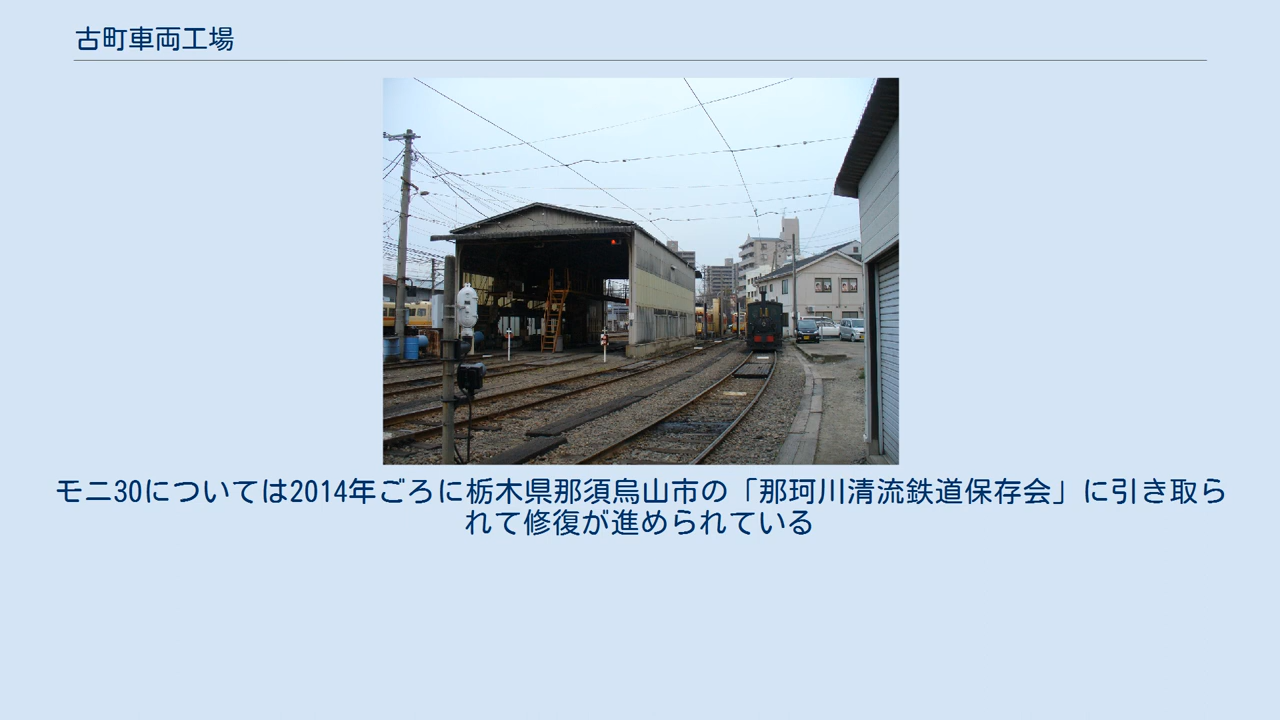 古町車両工場
モニ30については2014年ごろに栃木県那須烏山市の「那珂川清流鉄道保存会」に引き取ら
れて修復が進められている